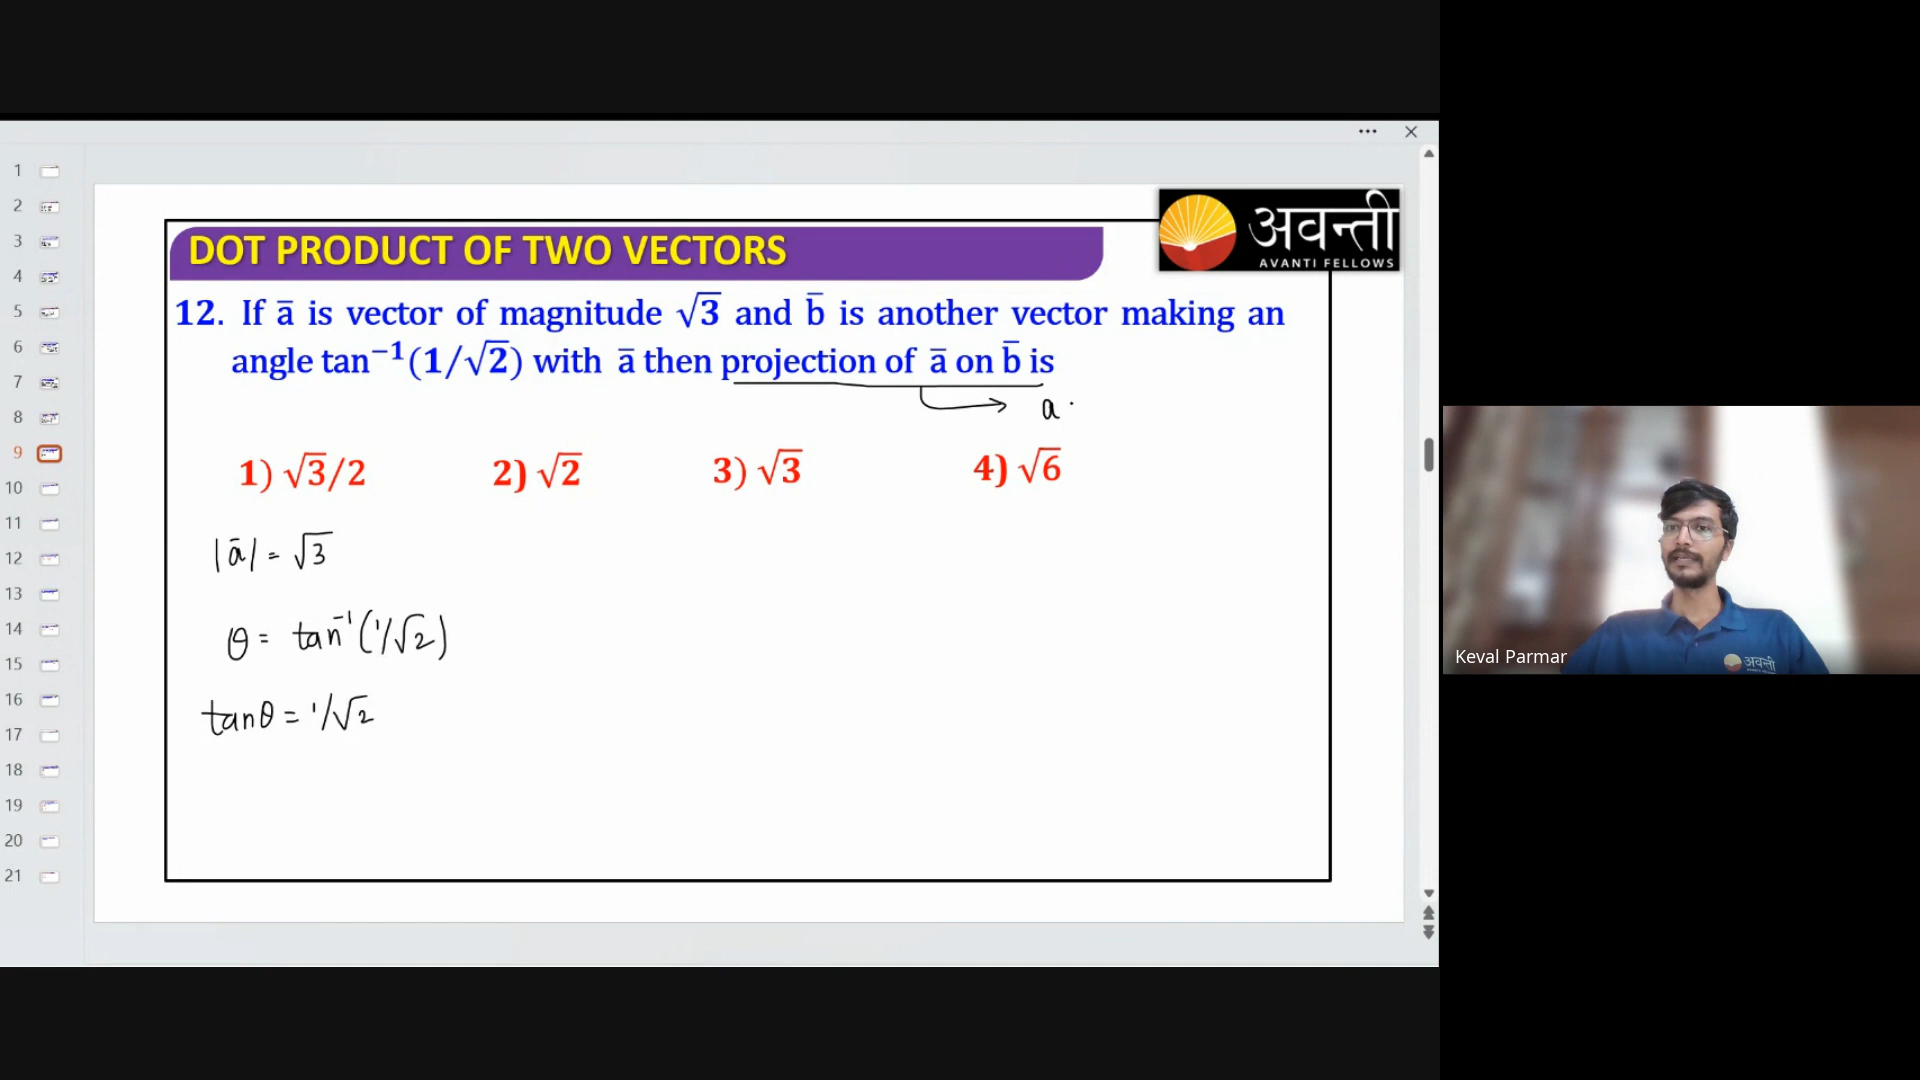 DOT PRODUCT OF TWO VECTORS
अवन्ती
AVANTI FELLOWS
12. If a̅ is vector of magnitude √3 and b̅ is another vector making an
angle tan⁻¹(1/√2) with a̅ then projection of a̅ on b̅ is
a ·
1) √3/2 2) √2 3) √3 4) √6
|a̅| = √3
θ = tan⁻¹(1/√2)
tanθ = 1/√2
1
2
3
4
5
6
7
8
9
10
11
12
13
14
15
16
17
18
19
20
21
Keval Parmar
अवन्ती